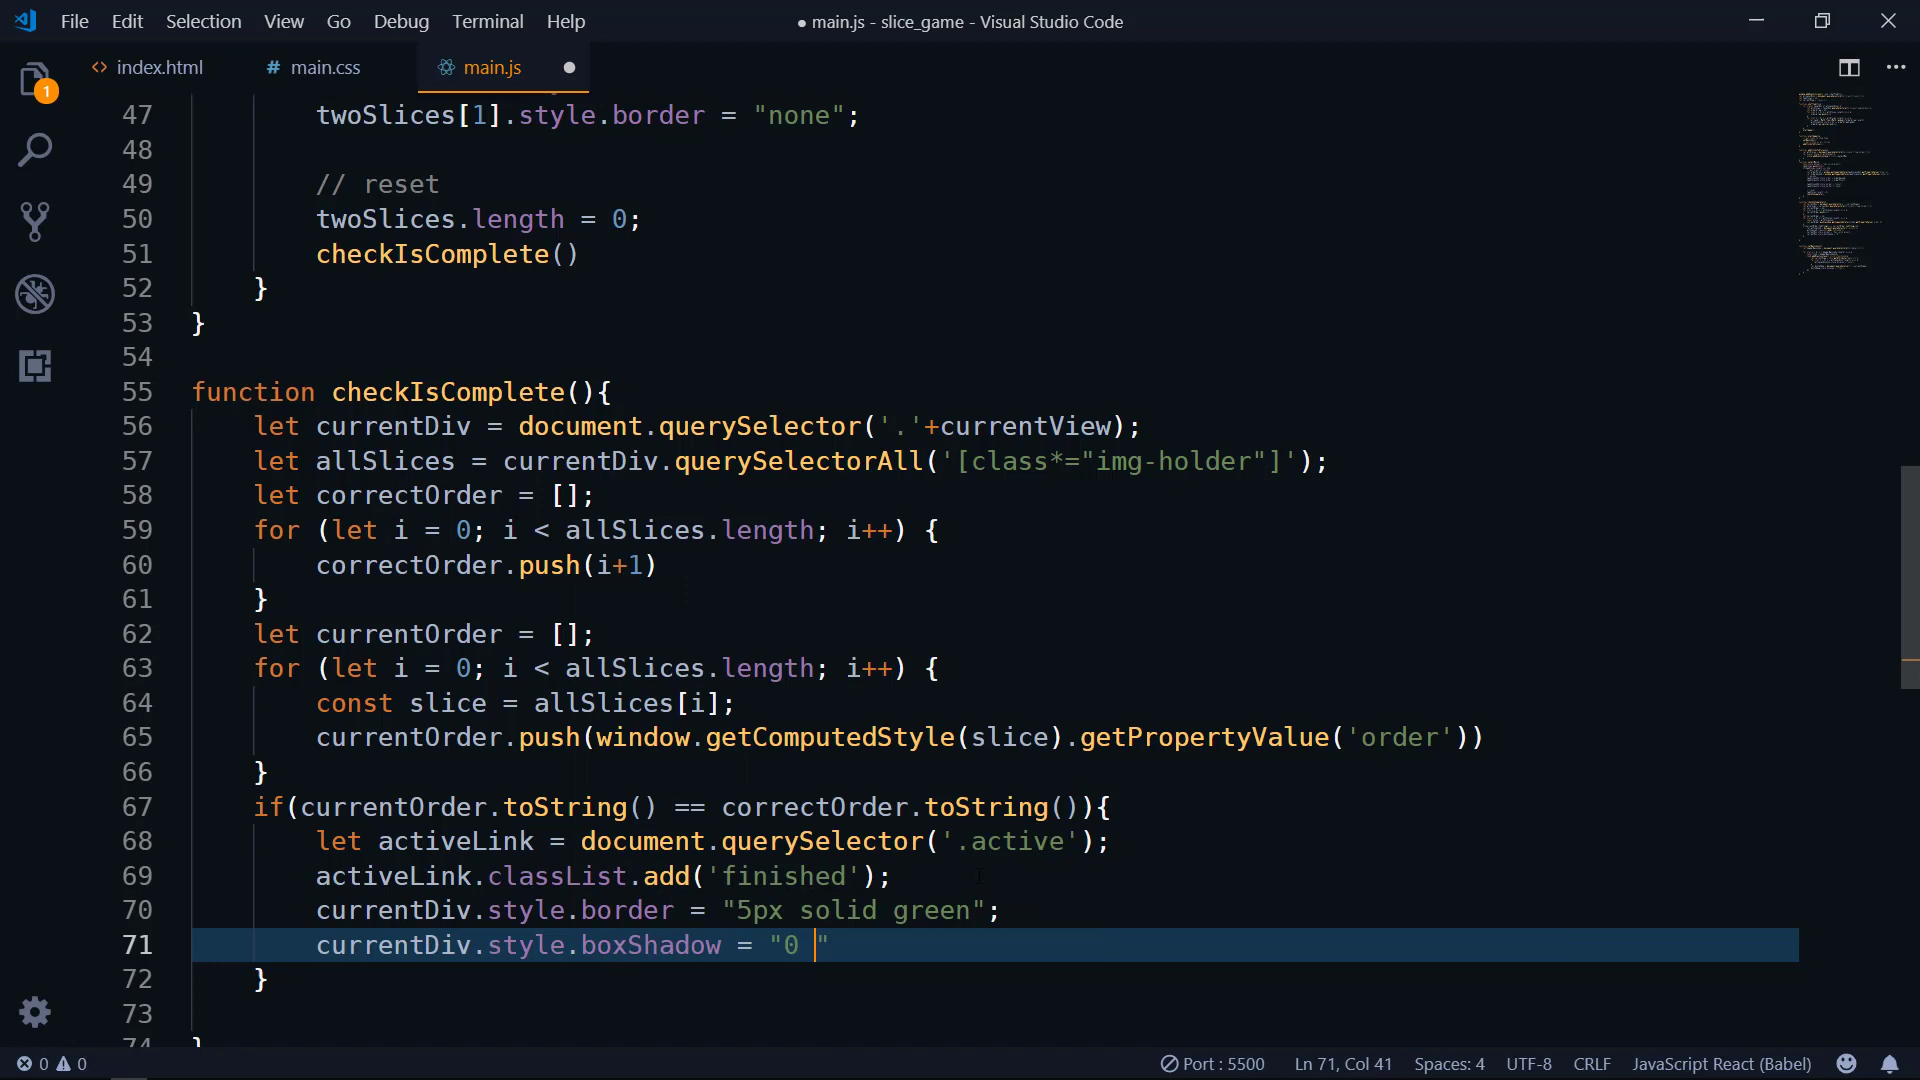 File Edit Selection View Go Debug Terminal Help
● main.js - slice_game - Visual Studio Code
index.html # main.css main.js
1
47 twoSlices[1].style.border = "none";
48
49 // reset
50 twoSlices.length = 0;
51 checkIsComplete()
52 }
53 }
54
55 function checkIsComplete(){
56 let currentDiv = document.querySelector('.'+currentView);
57 let allSlices = currentDiv.querySelectorAll('[class*="img-holder"]');
58 let correctOrder = [];
59 for (let i = 0; i < allSlices.length; i++) {
60 correctOrder.push(i+1)
61 }
62 let currentOrder = [];
63 for (let i = 0; i < allSlices.length; i++) {
64 const slice = allSlices[i];
65 currentOrder.push(window.getComputedStyle(slice).getPropertyValue('order'))
66 }
67 if(currentOrder.toString() == correctOrder.toString()){
68 let activeLink = document.querySelector('.active');
69 activeLink.classList.add('finished');
70 currentDiv.style.border = "5px solid green";
71 currentDiv.style.boxShadow = "0 "
72 }
73
74 }
0 0 Port : 5500 Ln 71, Col 41 Spaces: 4 UTF-8 CRLF JavaScript React (Babel)